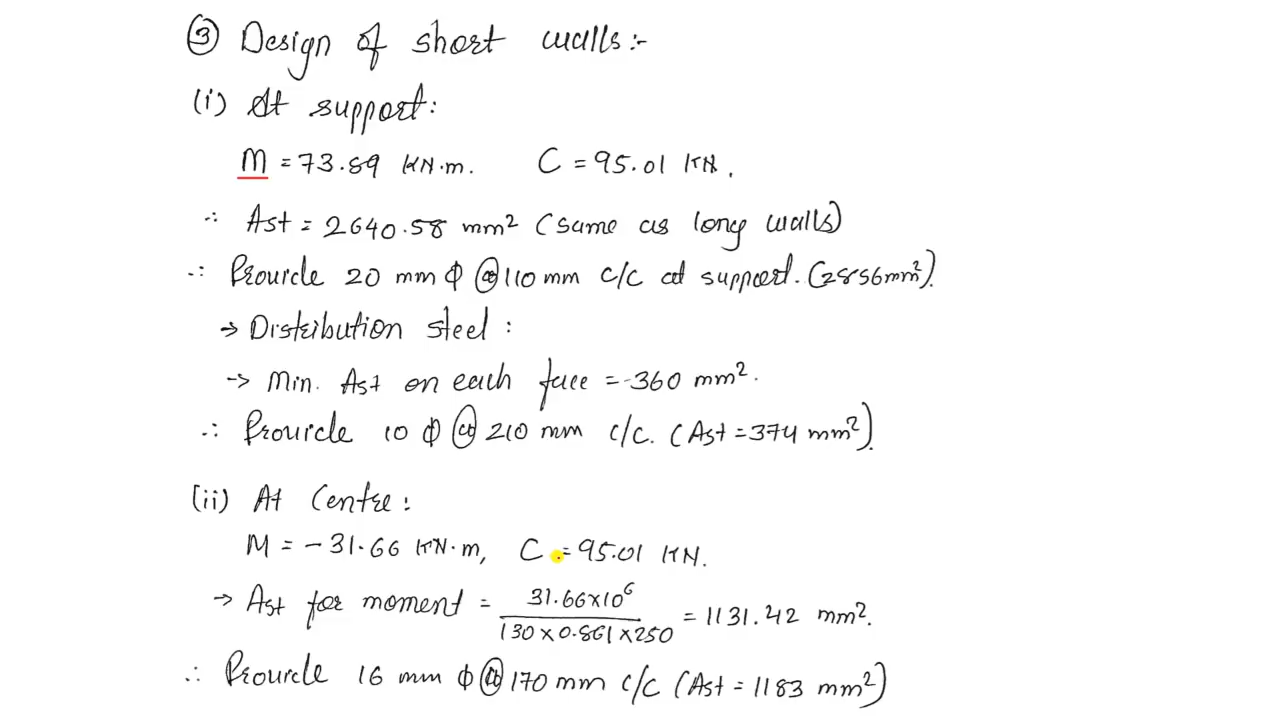 ③ Design of short walls:-
(i) At support:
M = 73.89 KN.m. C = 95.01 KN.
∴ Ast = 2640.58 mm² (same as long walls)
∴ Provide 20 mm ϕ @ 110 mm c/c at support. (2856mm²).
→ Distribution steel :
→ Min. Ast on each face = 360 mm².
∴ Provide 10 ϕ @ 210 mm c/c. (Ast = 374 mm²).
(ii) At Centre:
M = -31.66 KN.m, C = 95.01 KN.
→ Ast for moment = 31.66×10⁶ / 130 × 0.861 × 250 = 1131.42 mm².
∴ Provide 16 mm ϕ @ 170 mm c/c (Ast = 1183 mm²)